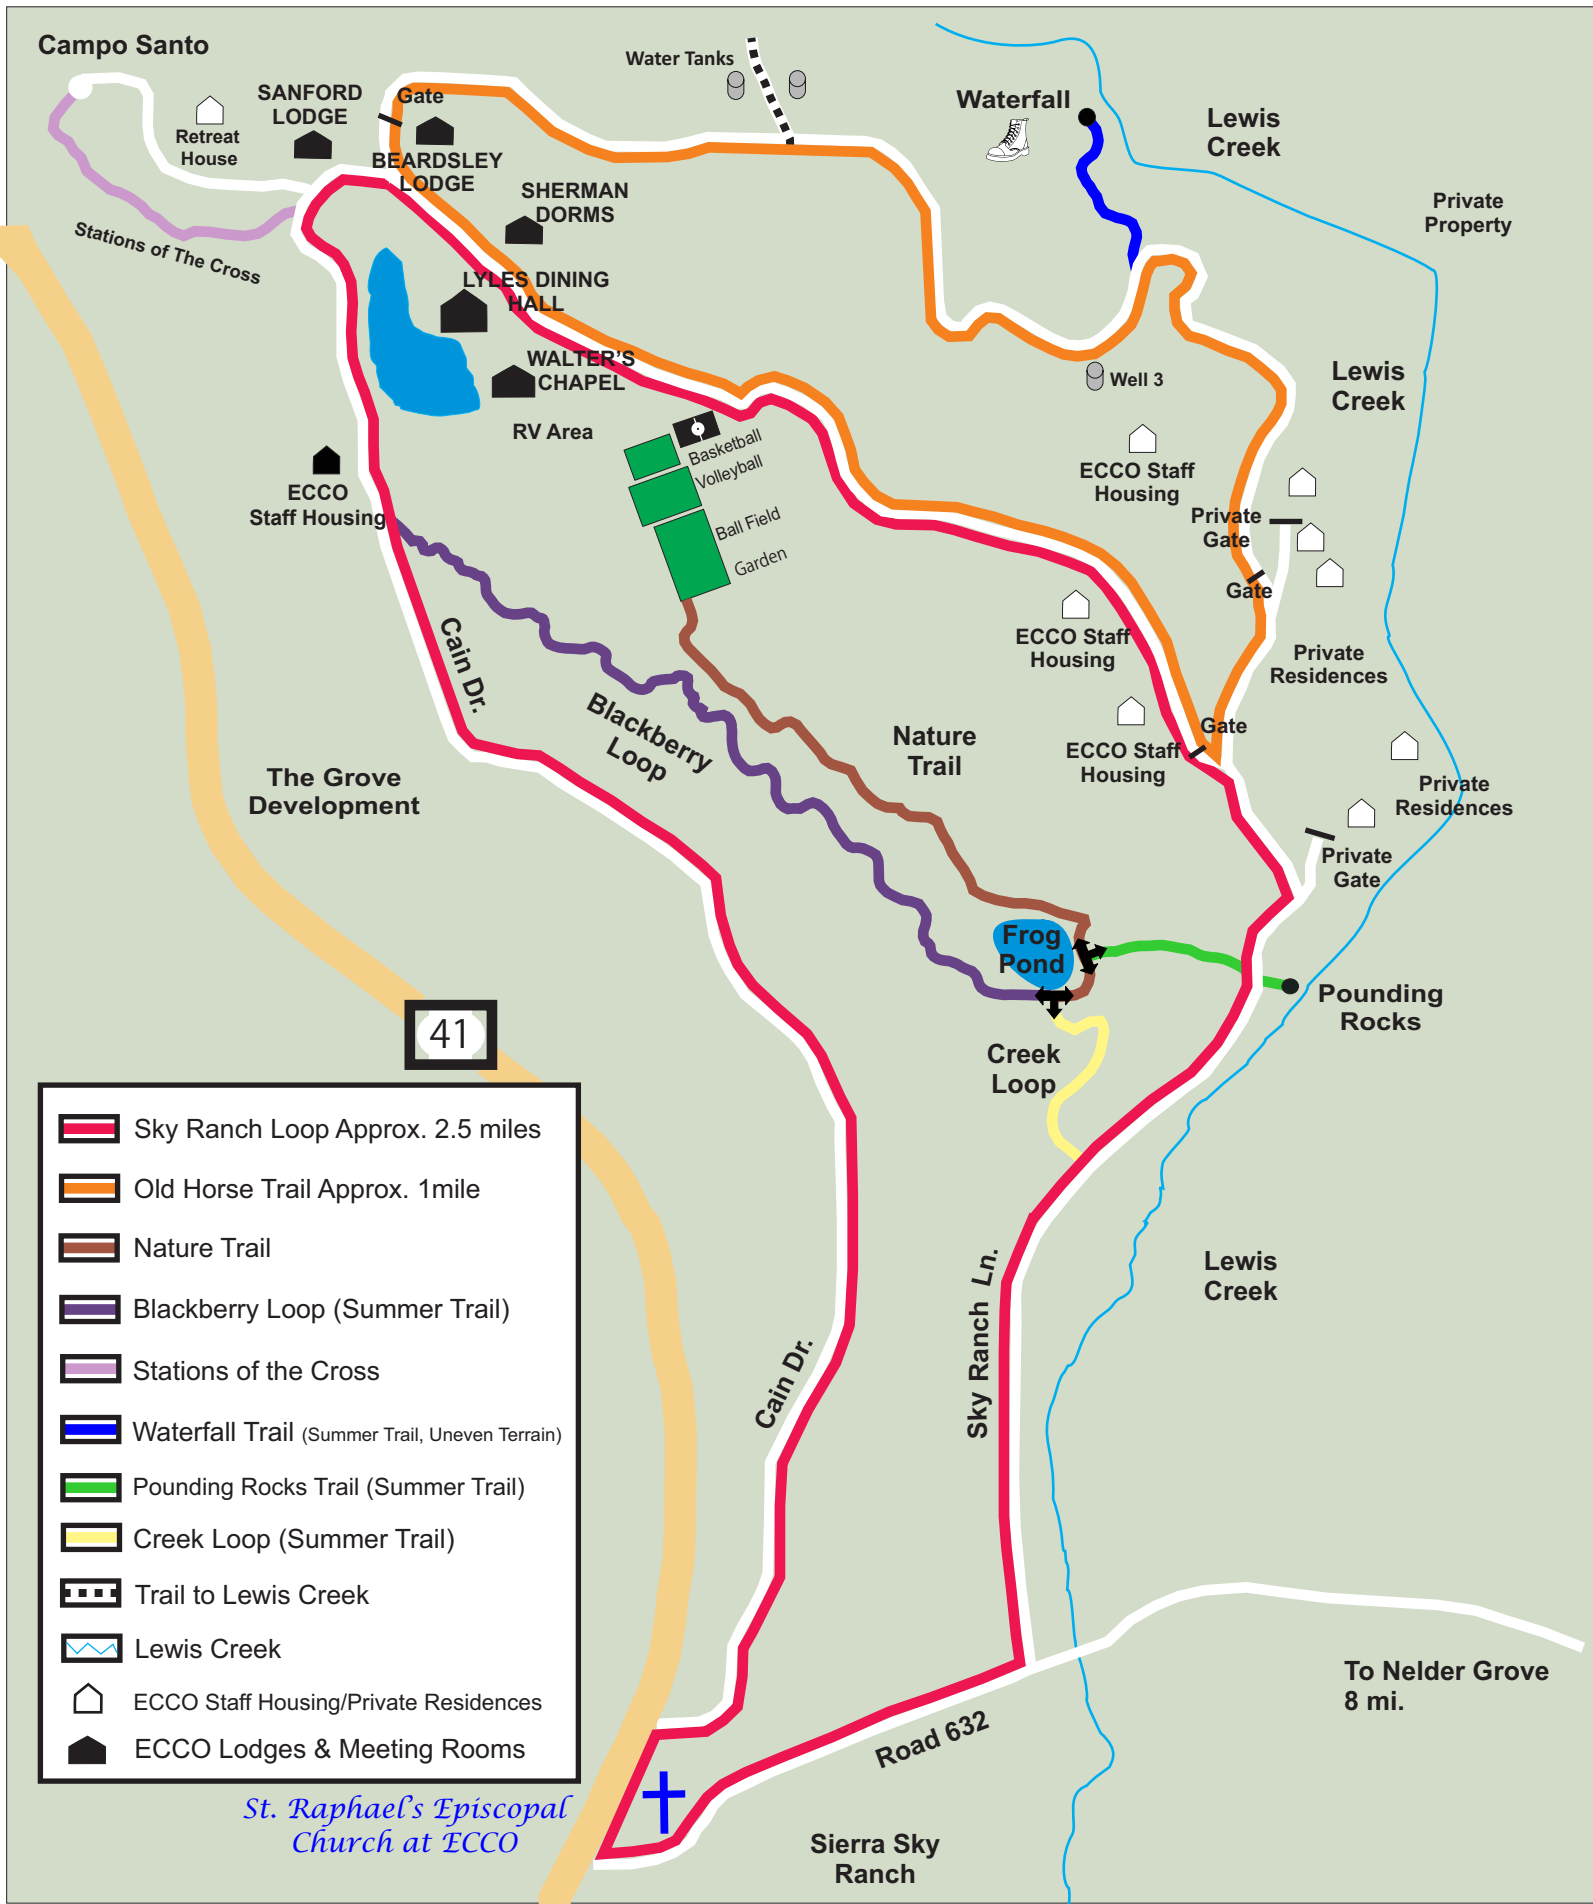 Campo Santo
Water Tanks
SANFORD
LODGE
Gate
Waterfall
Lewis
Creek
Retreat
House
BEARDSLEY
LODGE
SHERMAN
DORMS
Private
Property
Stations of The Cross
LYLES DINING
HALL
WALTER'S
CHAPEL
Well 3
Lewis
Creek
RV Area
Basketball
Volleyball
Ball Field
Garden
ECCO Staff
Housing
ECCO
Staff Housing
Private
Gate
Gate
Cain Dr.
ECCO Staff
Housing
Private
Residences
Blackberry
Loop
Nature
Trail
Gate
ECCO Staff
Housing
The Grove
Development
Private
Residences
Private
Gate
Frog
Pond
Pounding
Rocks
41
Creek
Loop
Sky Ranch Loop Approx. 2.5 miles
Old Horse Trail Approx. 1mile
Nature Trail
Blackberry Loop (Summer Trail)
Stations of the Cross
Waterfall Trail (Summer Trail, Uneven Terrain)
Pounding Rocks Trail (Summer Trail)
Creek Loop (Summer Trail)
Trail to Lewis Creek
Lewis Creek
ECCO Staff Housing/Private Residences
ECCO Lodges & Meeting Rooms
Lewis
Creek
Sky Ranch Ln.
Cain Dr.
To Nelder Grove
8 mi.
Road 632
St. Raphael's Episcopal
Church at ECCO
Sierra Sky
Ranch